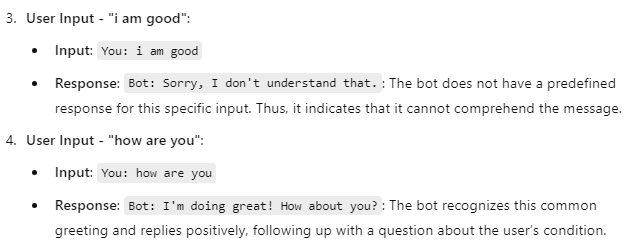 3. User Input - "i am good":
• Input: You: i am good
• Response: Bot: Sorry, I don't understand that. : The bot does not have a predefined
response for this specific input. Thus, it indicates that it cannot comprehend the message.
4. User Input - "how are you":
• Input: You: how are you
• Response: Bot: I'm doing great! How about you? : The bot recognizes this common
greeting and replies positively, following up with a question about the user's condition.